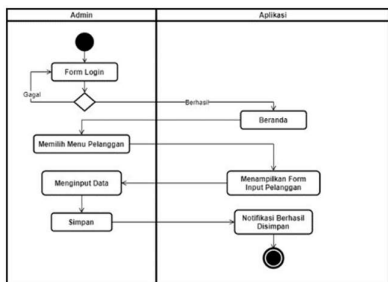 Admin
Aplikasi
Form Login
Gagal
Berhasil
Beranda
Memilih Menu Pelanggan
Menampilkan Form
Input Pelanggan
Menginput Data
Simpan
Notifikasi Berhasil
Disimpan